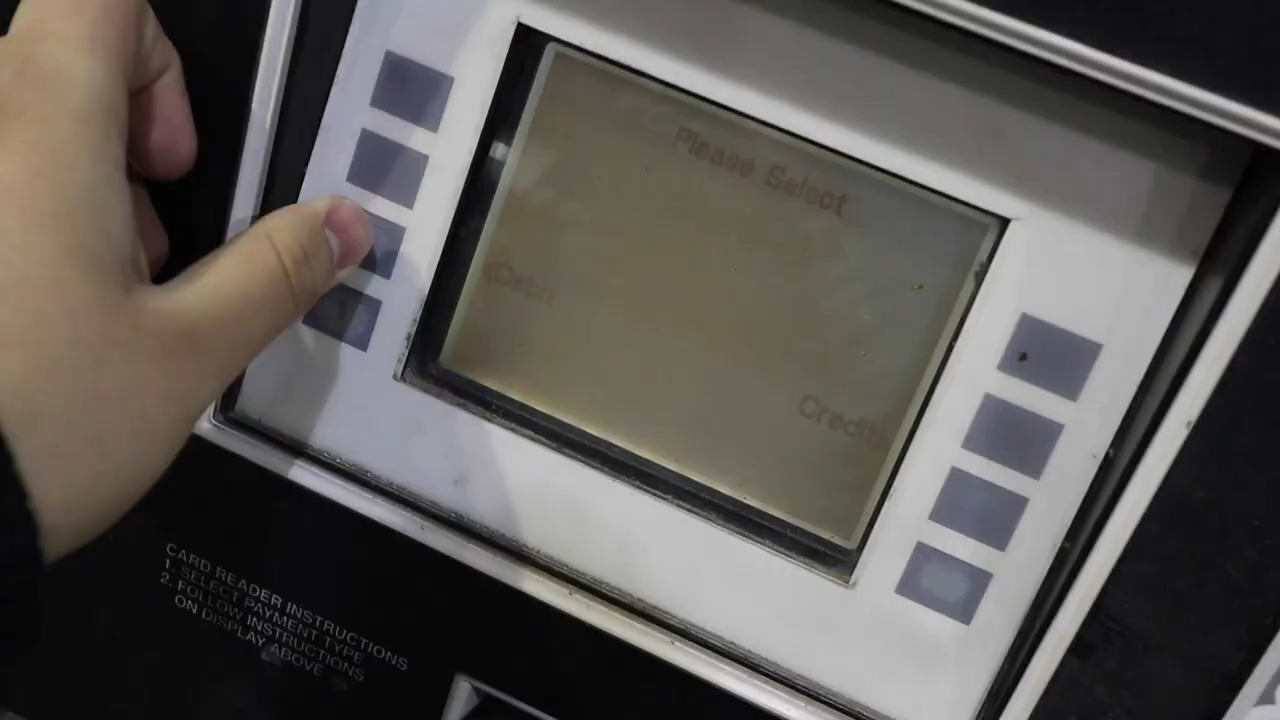 Please Select
<Debit
Credit>
CARD READER INSTRUCTIONS
1. SELECT PAYMENT TYPE
2. FOLLOW INSTRUCTIONS
ON DISPLAY ABOVE